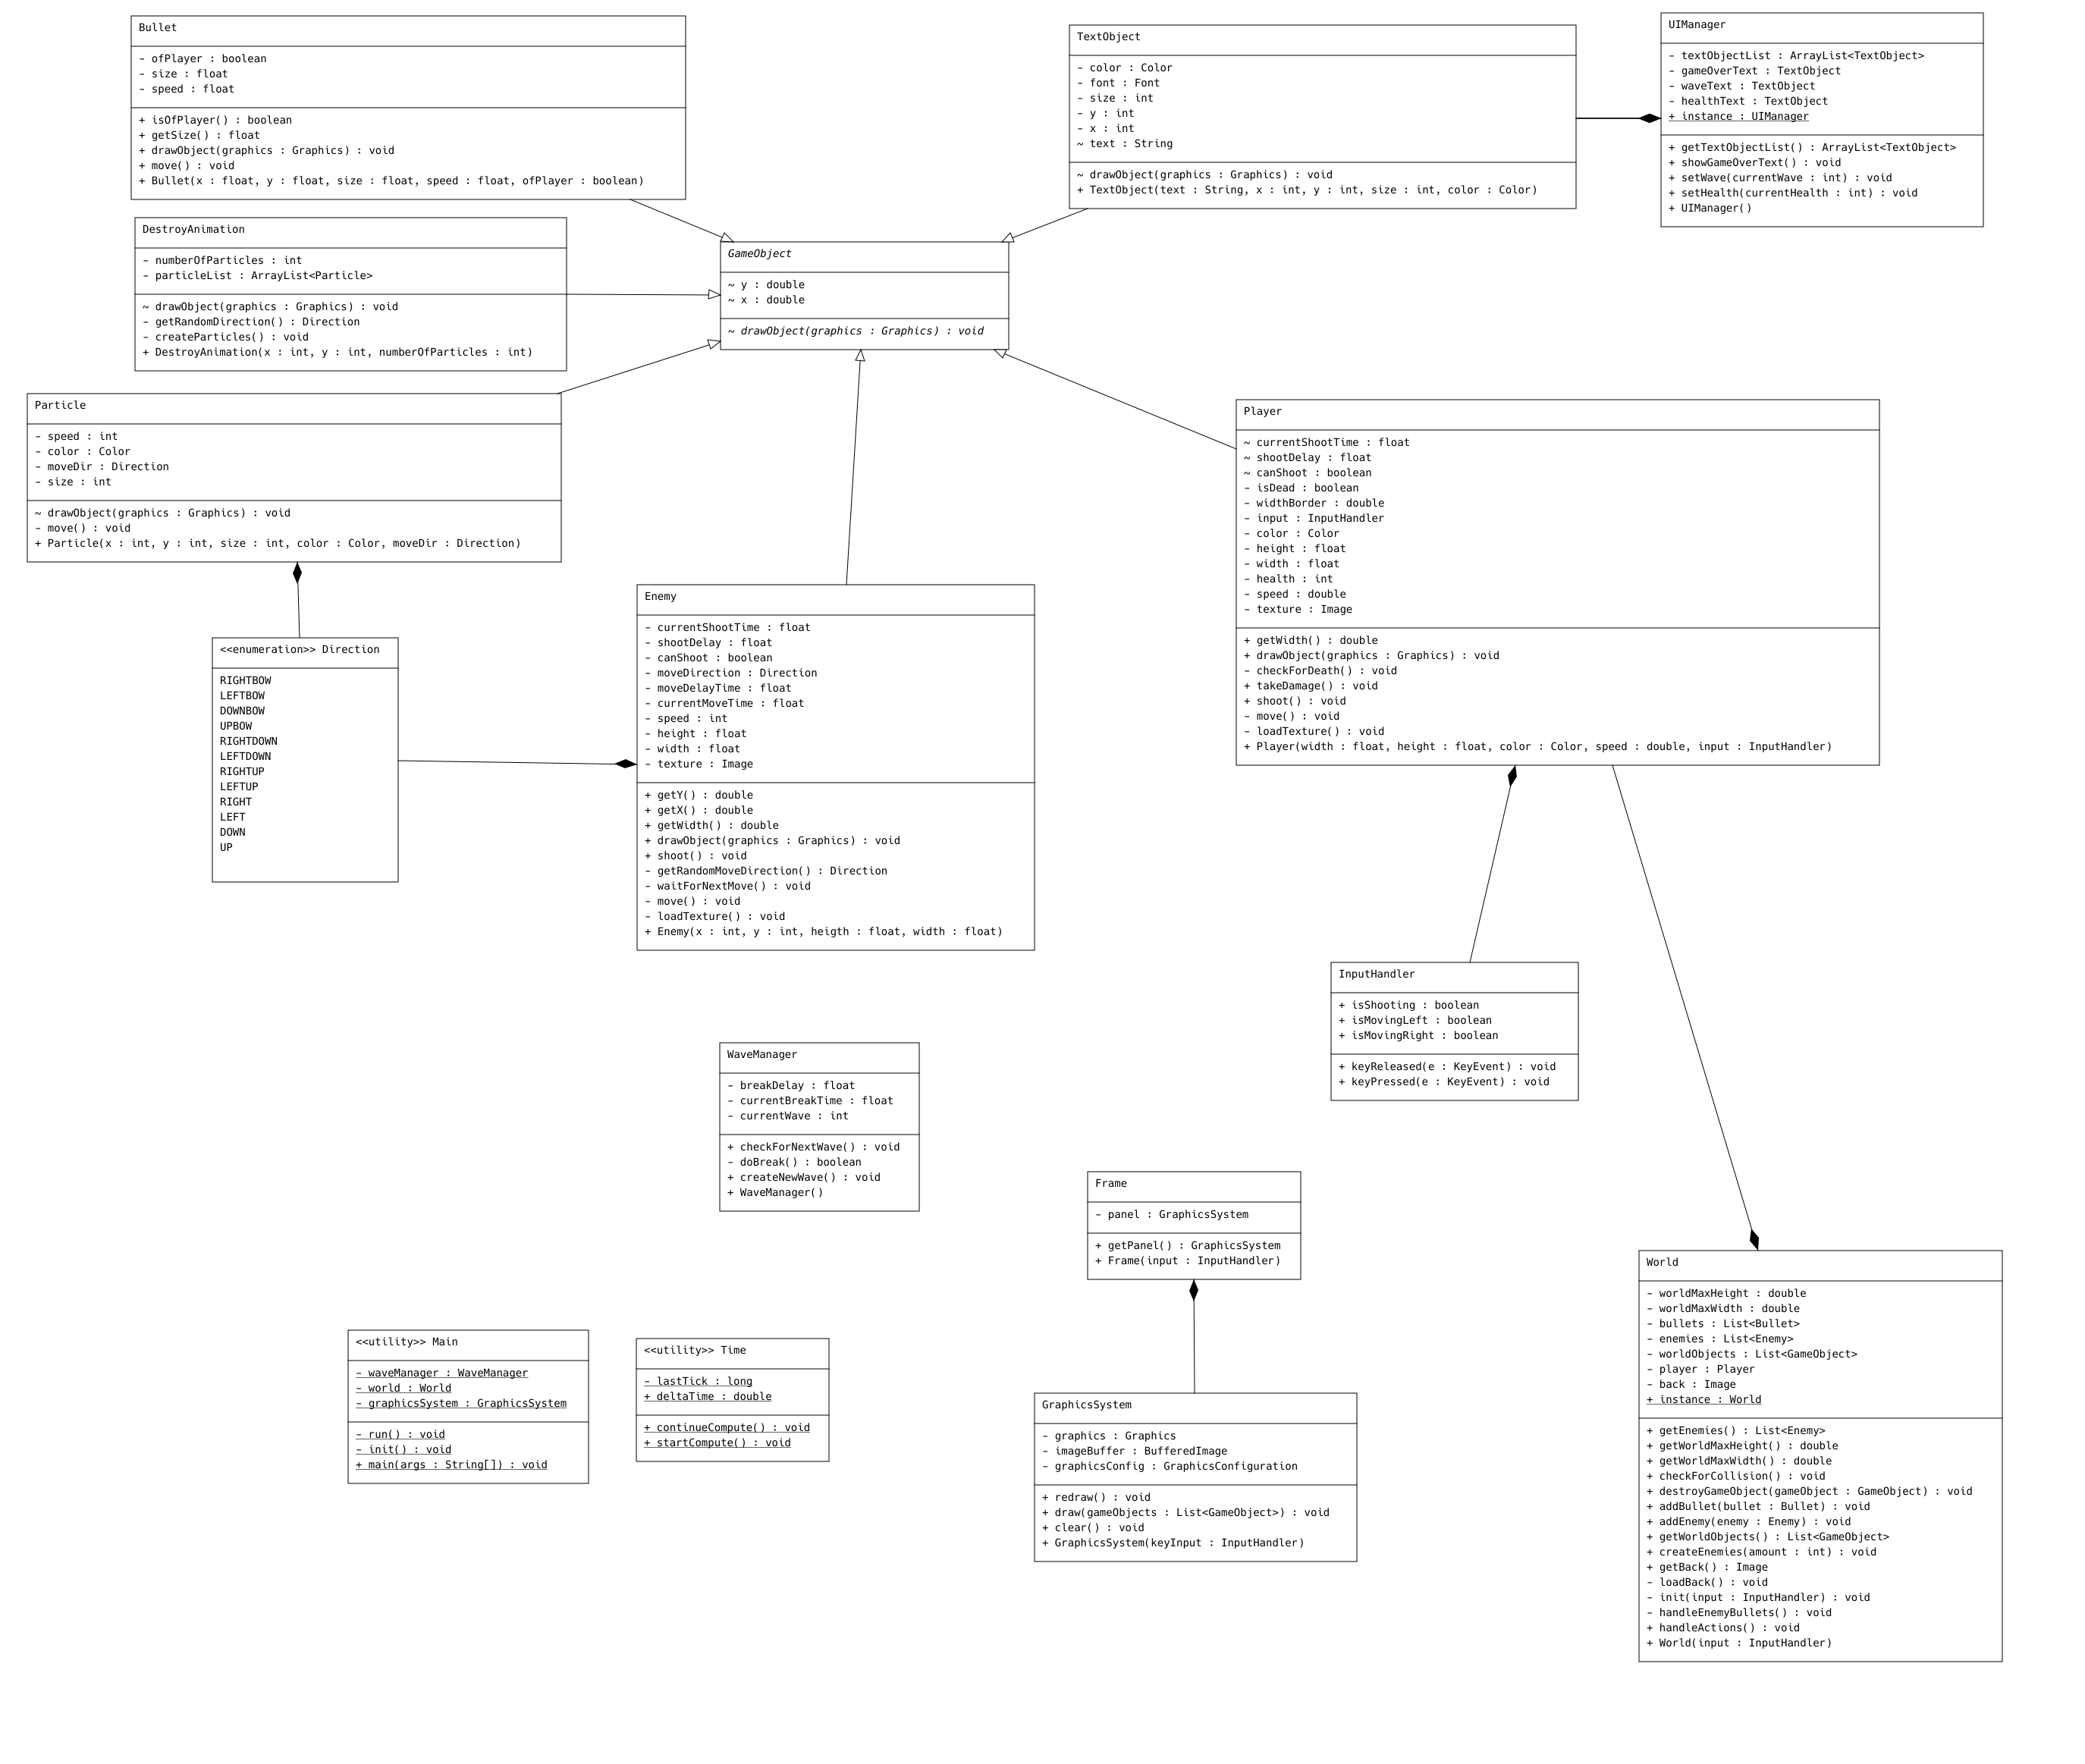 Bullet
- ofPlayer : boolean
- size : float
- speed : float
+ isOfPlayer() : boolean
+ getSize() : float
+ drawObject(graphics : Graphics) : void
+ move() : void
+ Bullet(x : float, y : float, size : float, speed : float, ofPlayer : boolean)
TextObject
- color : Color
- font : Font
- size : int
- y : int
- x : int
~ text : String
~ drawObject(graphics : Graphics) : void
+ TextObject(text : String, x : int, y : int, size : int, color : Color)
UIManager
- textObjectList : ArrayList<TextObject>
- gameOverText : TextObject
- waveText : TextObject
- healthText : TextObject
+ instance : UIManager
+ getTextObjectList() : ArrayList<TextObject>
+ showGameOverText() : void
+ setWave(currentWave : int) : void
+ setHealth(currentHealth : int) : void
+ UIManager()
DestroyAnimation
- numberOfParticles : int
- particleList : ArrayList<Particle>
~ drawObject(graphics : Graphics) : void
- getRandomDirection() : Direction
- createParticles() : void
+ DestroyAnimation(x : int, y : int, numberOfParticles : int)
GameObject
~ y : double
~ x : double
~ drawObject(graphics : Graphics) : void
Particle
- speed : int
- color : Color
- moveDir : Direction
- size : int
~ drawObject(graphics : Graphics) : void
- move() : void
+ Particle(x : int, y : int, size : int, color : Color, moveDir : Direction)
Player
~ currentShootTime : float
~ shootDelay : float
~ canShoot : boolean
- isDead : boolean
- widthBorder : double
- input : InputHandler
- color : Color
- height : float
- width : float
- health : int
- speed : double
- texture : Image
+ getWidth() : double
+ drawObject(graphics : Graphics) : void
- checkForDeath() : void
+ takeDamage() : void
+ shoot() : void
- move() : void
- loadTexture() : void
+ Player(width : float, height : float, color : Color, speed : double, input : InputHandler)
<<enumeration>> Direction
RIGHTBOW
LEFTBOW
DOWNBOW
UPBOW
RIGHTDOWN
LEFTDOWN
RIGHTUP
LEFTUP
RIGHT
LEFT
DOWN
UP
Enemy
- currentShootTime : float
- shootDelay : float
- canShoot : boolean
- moveDirection : Direction
- moveDelayTime : float
- currentMoveTime : float
- speed : int
- height : float
- width : float
- texture : Image
+ getY() : double
+ getX() : double
+ getWidth() : double
+ drawObject(graphics : Graphics) : void
+ shoot() : void
- getRandomMoveDirection() : Direction
- waitForNextMove() : void
- move() : void
- loadTexture() : void
+ Enemy(x : int, y : int, heigth : float, width : float)
InputHandler
+ isShooting : boolean
+ isMovingLeft : boolean
+ isMovingRight : boolean
+ keyReleased(e : KeyEvent) : void
+ keyPressed(e : KeyEvent) : void
WaveManager
- breakDelay : float
- currentBreakTime : float
- currentWave : int
+ checkForNextWave() : void
- doBreak() : boolean
+ createNewWave() : void
+ WaveManager()
Frame
- panel : GraphicsSystem
+ getPanel() : GraphicsSystem
+ Frame(input : InputHandler)
World
- worldMaxHeight : double
- worldMaxWidth : double
- bullets : List<Bullet>
- enemies : List<Enemy>
- worldObjects : List<GameObject>
- player : Player
- back : Image
+ instance : World
+ getEnemies() : List<Enemy>
+ getWorldMaxHeight() : double
+ getWorldMaxWidth() : double
+ checkForCollision() : void
+ destroyGameObject(gameObject : GameObject) : void
+ addBullet(bullet : Bullet) : void
+ addEnemy(enemy : Enemy) : void
+ getWorldObjects() : List<GameObject>
+ createEnemies(amount : int) : void
+ getBack() : Image
- loadBack() : void
- init(input : InputHandler) : void
- handleEnemyBullets() : void
+ handleActions() : void
+ World(input : InputHandler)
<<utility>> Main
- waveManager : WaveManager
- world : World
- graphicsSystem : GraphicsSystem
- run() : void
- init() : void
+ main(args : String[]) : void
<<utility>> Time
- lastTick : long
+ deltaTime : double
+ continueCompute() : void
+ startCompute() : void
GraphicsSystem
- graphics : Graphics
- imageBuffer : BufferedImage
- graphicsConfig : GraphicsConfiguration
+ redraw() : void
+ draw(gameObjects : List<GameObject>) : void
+ clear() : void
+ GraphicsSystem(keyInput : InputHandler)